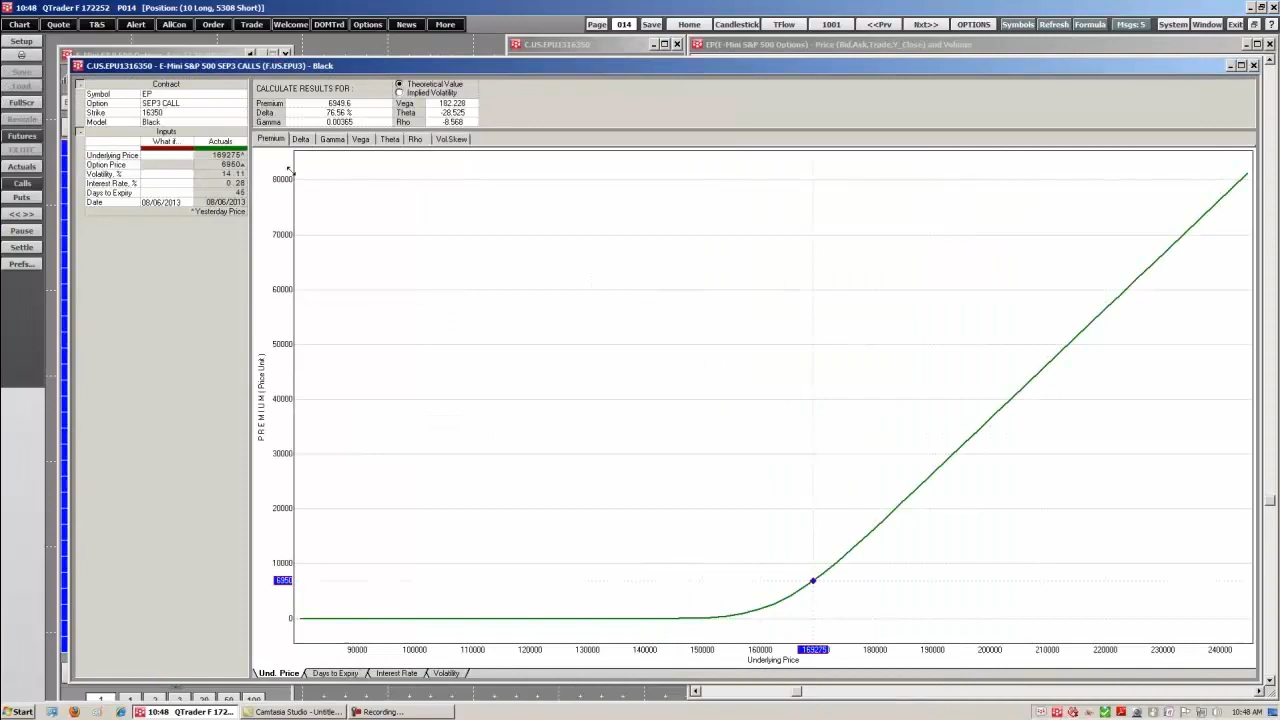 10:48 QTrader F 172252 P014 [Position: (10 Long, 5308 Short)]
Chart Quote T&S Alert AllCon Order Trade Welcome DOMTrd Options News More Page 014 Save Home Candlestick TFlow 1001 <<Prv Nxt>> OPTIONS Symbols Refresh Formula Msgs: 5 System Window Exit
Setup
Save
Load
FullScr
Futures
Actuals
Calls
Puts
<< >>
Pause
Settle
Prefs...
C.US.EPU1316350
EP(E-Mini S&P 500 Options) - Price (Bid,Ask,Trade,Y_Close) and Volume
C.US.EPU1316350 - E-Mini S&P 500 SEP3 CALLS (F.US.EPU3) - Black
Contract
Symbol EP
Option SEP3 CALL
Strike 16350
Model Black
Inputs
What if... Actuals
Underlying Price 169275^
Option Price 6950
Volatility, % 14.11
Interest Rate, % 0.28
Days to Expiry 45
Date 08/06/2013 08/06/2013
^Yesterday Price
CALCULATE RESULTS FOR :
Theoretical Value
Implied Volatility
Premium 6949.6 Vega 182.228
Delta 76.56 % Theta -28.525
Gamma 0.00365 Rho -8.568
Premium Delta Gamma Vega Theta Rho Vol.Skew
80000
70000
60000
50000
40000
30000
20000
10000
6950
0
PREMIUM (Price Unit)
90000 100000 110000 120000 130000 140000 150000 160000 169275 180000 190000 200000 210000 220000 230000 240000
Underlying Price
Und. Price Days to Expiry Interest Rate Volatility
Start 10:48 QTrader F 172... Camtasia Studio - Untitle... Recording... 10:48 AM